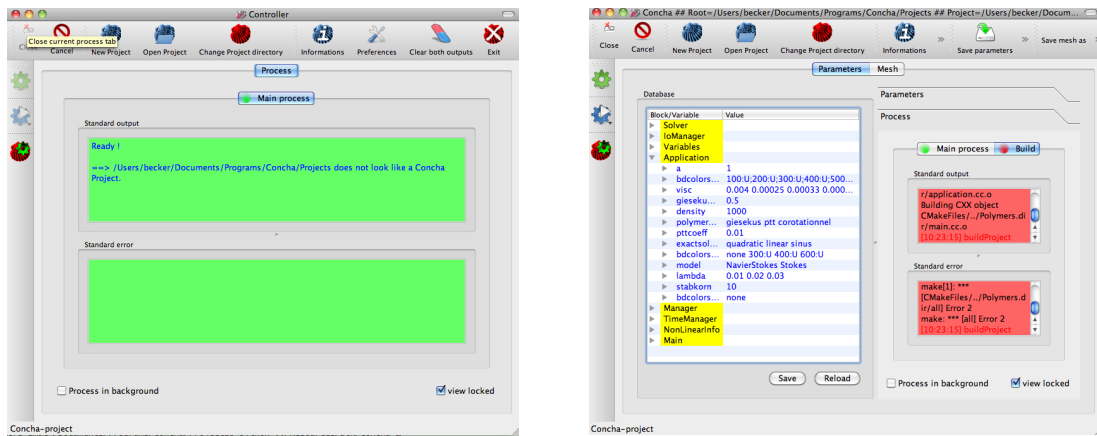 Controller
Close current process tab
Cancel New Project Open Project Change Project directory Informations Preferences Clear both outputs Exit
Process
Main process
Standard output
Ready !
==> /Users/becker/Documents/Programs/Concha/Projects does not look like a Concha
Project.
Standard error
Process in background
view locked
Concha-project
Concha ## Root=/Users/becker/Documents/Programs/Concha/Projects ## Project=/Users/becker/Docum...
Close Cancel New Project Open Project Change Project directory Informations » Save parameters » Save mesh as »
Parameters Mesh
Database
Block/Variable Value
Solver
IoManager
Variables
Application
a 1
bdcolors... 100:U;200:U;300:U;400:U;500...
visc 0.004 0.00025 0.00033 0.000...
gieseku... 0.5
density 1000
polymer... giesekus ptt corotationnel
pttcoeff 0.01
exactsol... quadratic linear sinus
bdcolors... none 300:U 400:U 600:U
model NavierStokes Stokes
lambda 0.01 0.02 0.03
stabkorn 10
bdcolors... none
Manager
TimeManager
NonLinearInfo
Main
Save Reload
Parameters
Process
Main process Build
Standard output
r/application.cc.o
Building CXX object
CMakeFiles/../Polymers.di
r/main.cc.o
[10:23:15] buildProject
Standard error
make[1]: ***
[CMakeFiles/../Polymers.d
ir/all] Error 2
make: *** [all] Error 2
[10:23:15] buildProject
Process in background
view locked
Concha-project